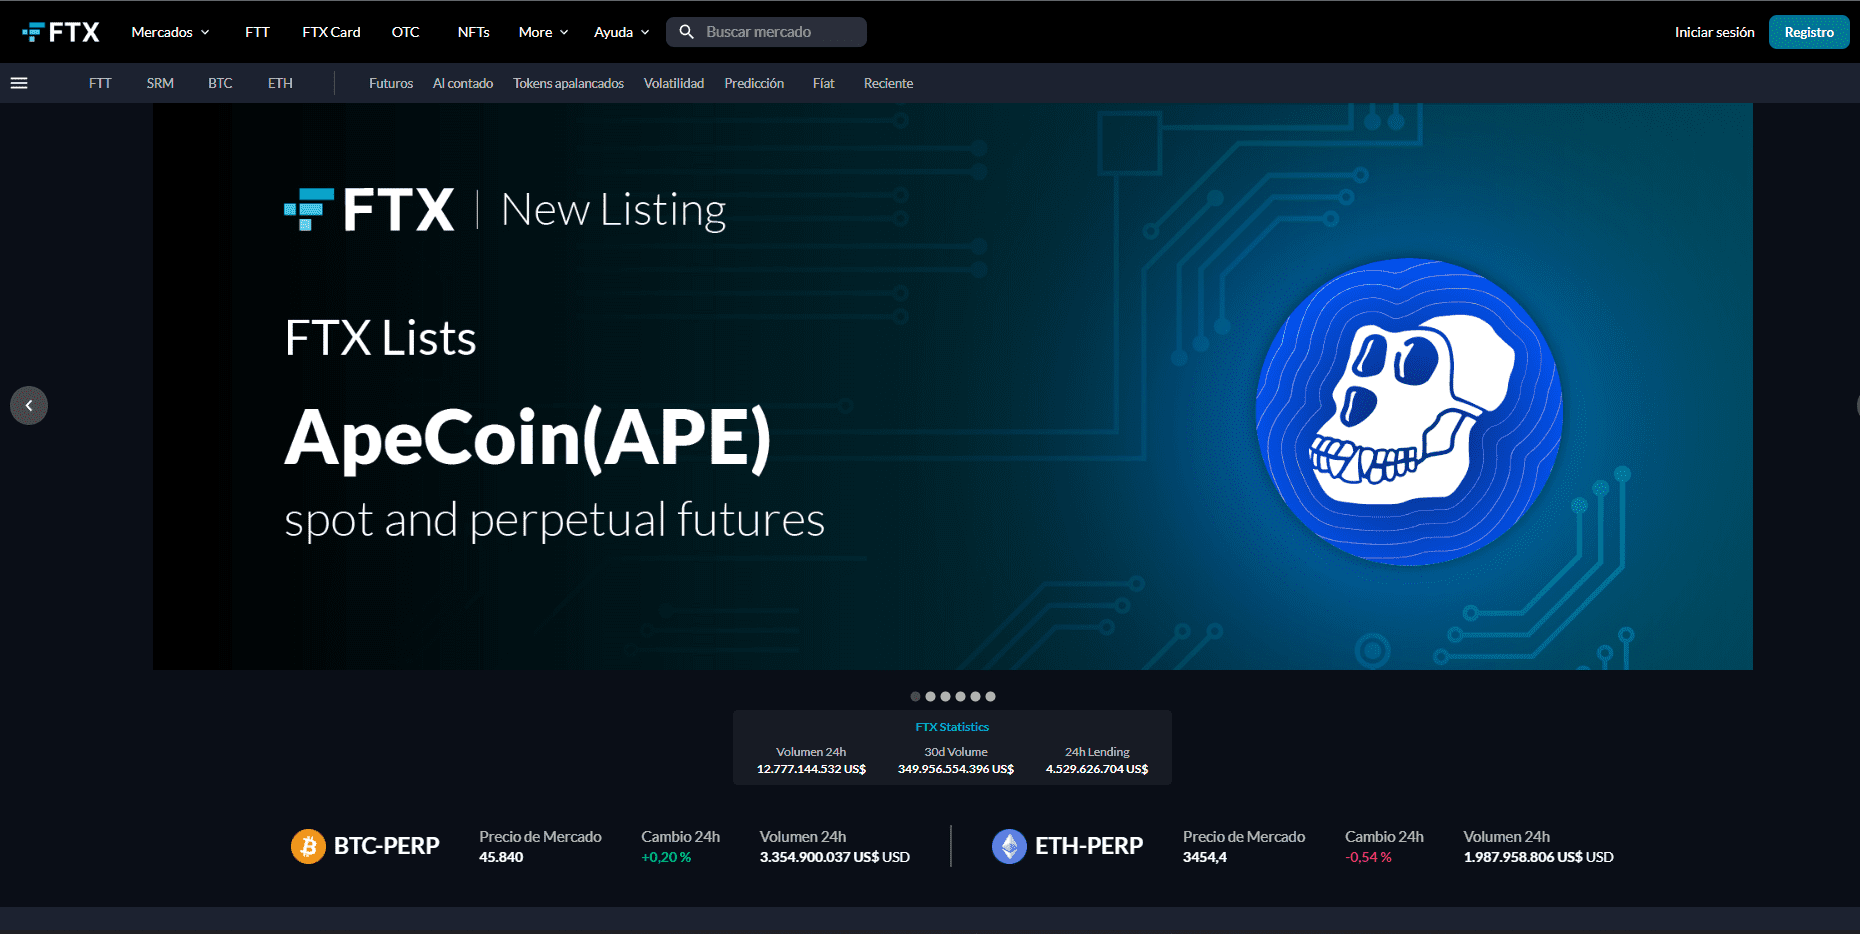 FTX Mercados FTT FTX Card OTC NFTs More Ayuda Buscar mercado Iniciar sesión Registro
FTT SRM BTC ETH Futuros Al contado Tokens apalancados Volatilidad Predicción Fíat Reciente
FTX | New Listing
FTX Lists
ApeCoin(APE)
spot and perpetual futures
FTX Statistics
Volumen 24h 30d Volume 24h Lending
12.777.144.532 US$ 349.956.554.396 US$ 4.529.626.704 US$
BTC-PERP Precio de Mercado Cambio 24h Volumen 24h ETH-PERP Precio de Mercado Cambio 24h Volumen 24h
45.840 +0,20 % 3.354.900.037 US$ USD 3454,4 -0,54 % 1.987.958.806 US$ USD